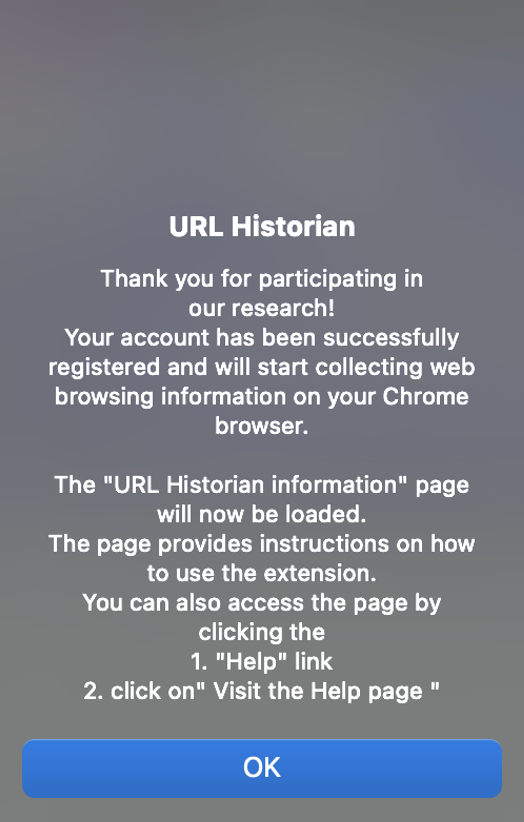 URL Historian
Thank you for participating in
our research!
Your account has been successfully
registered and will start collecting web
browsing information on your Chrome
browser.
The "URL Historian information" page
will now be loaded.
The page provides instructions on how
to use the extension.
You can also access the page by
clicking the
1. "Help" link
2. click on" Visit the Help page "
OK